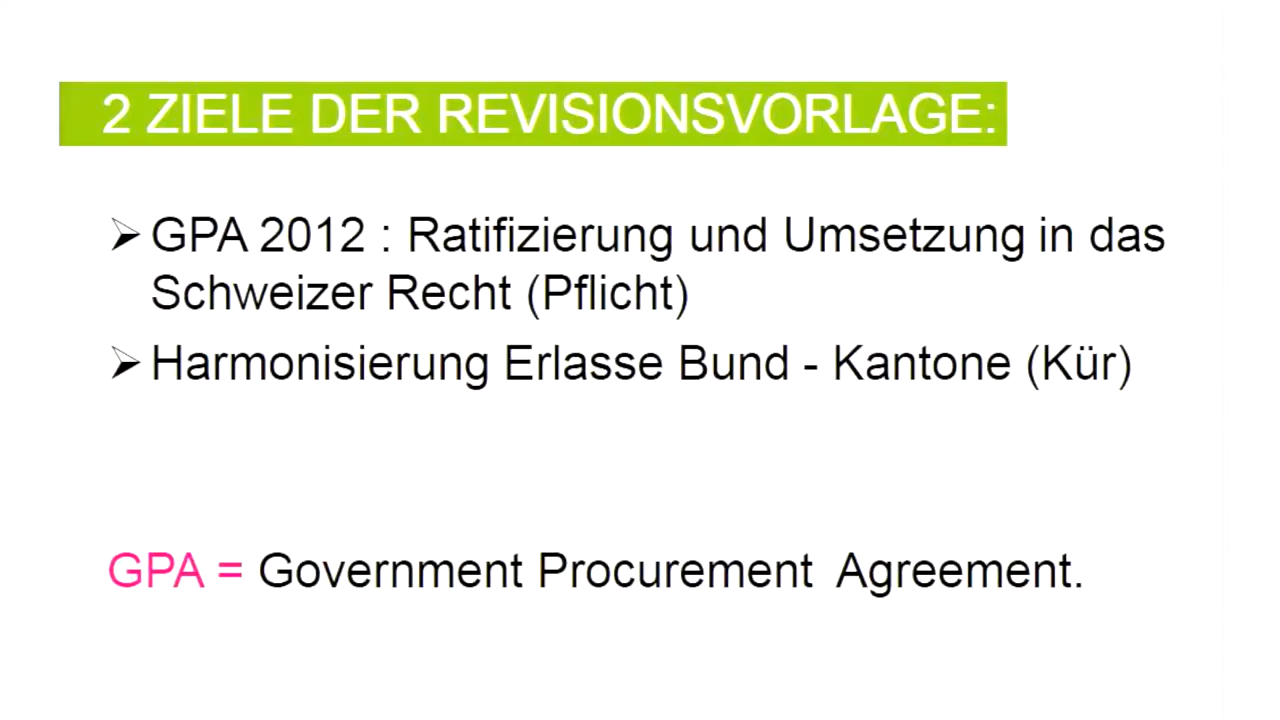 2 ZIELE DER REVISIONSVORLAGE:
➢ GPA 2012 : Ratifizierung und Umsetzung in das
Schweizer Recht (Pflicht)
➢ Harmonisierung Erlasse Bund - Kantone (Kür)
GPA = Government Procurement Agreement.